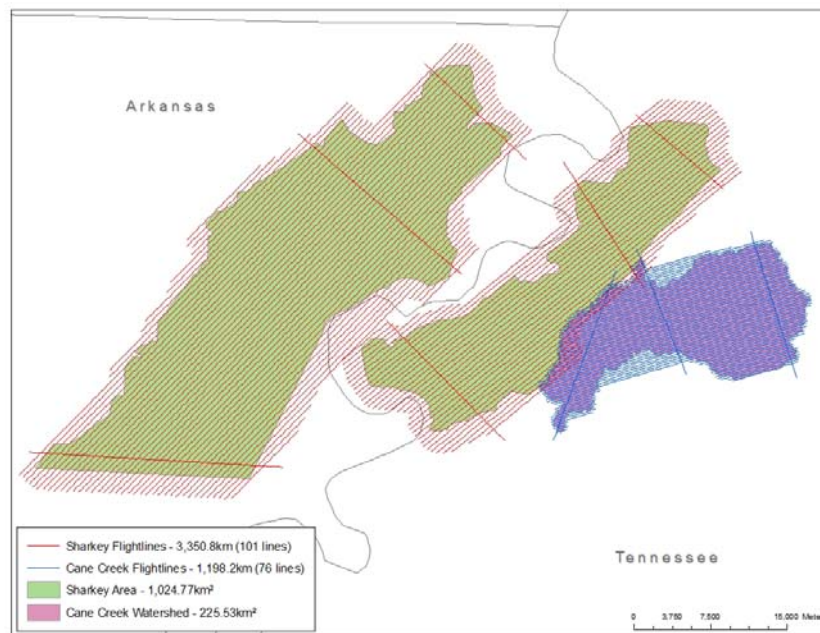 Arkansas
Sharkey Flightlines - 3,350.8km (101 lines)
Cane Creek Flightlines - 1,198.2km (76 lines)
Sharkey Area - 1,024.77km²
Cane Creek Watershed - 225.53km²
Tennessee
0 3,750 7,500 15,000 Mete